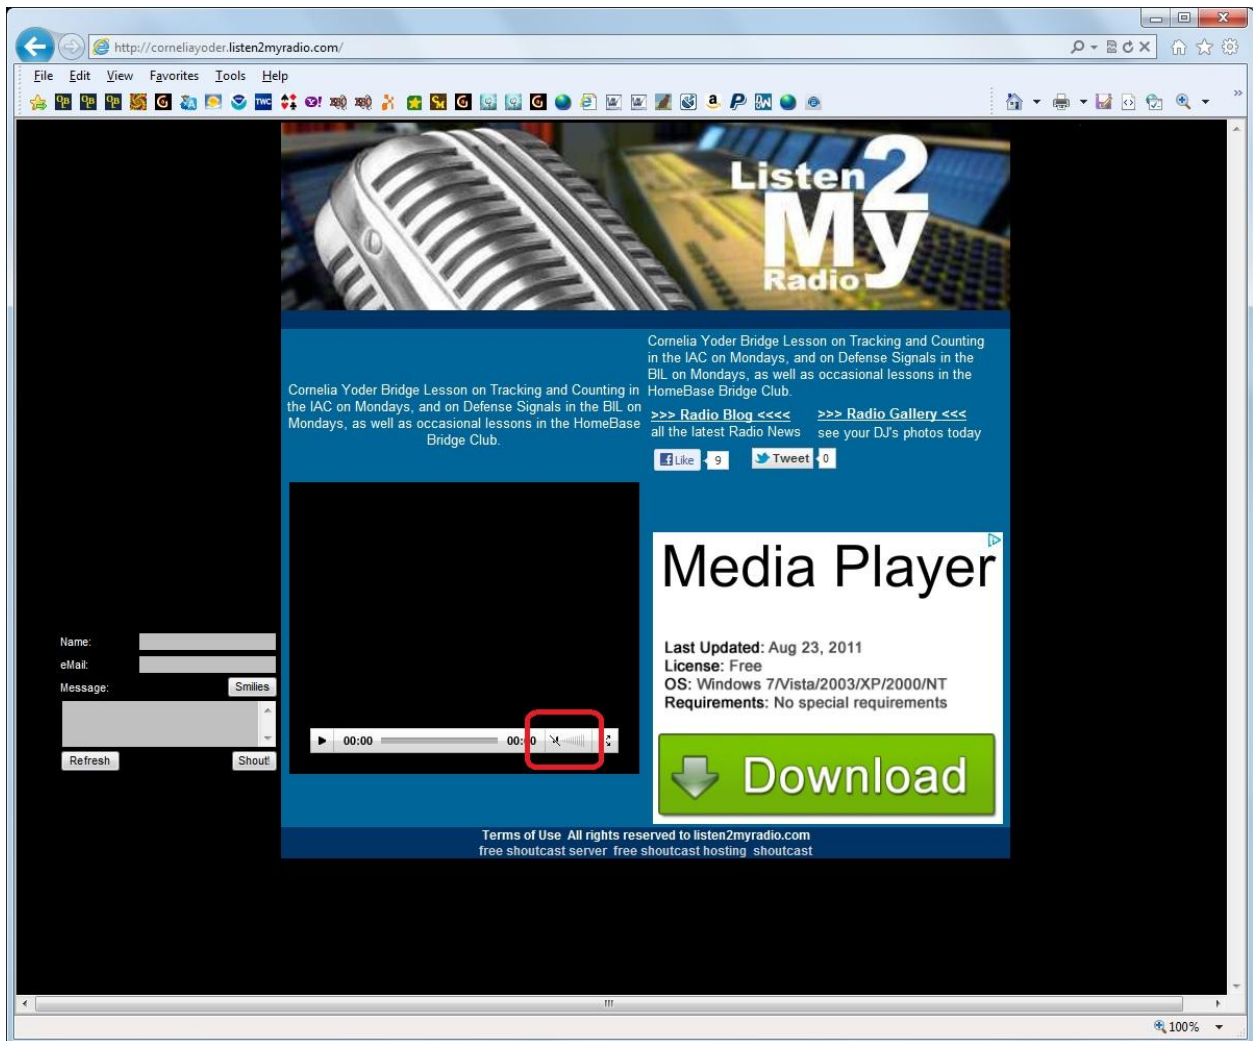 http://corneliayoder.listen2myradio.com/
File Edit View Favorites Tools Help
Listen 2
My
Radio
Cornelia Yoder Bridge Lesson on Tracking and Counting in
the IAC on Mondays, and on Defense Signals in the BIL on
Mondays, as well as occasional lessons in the HomeBase
Bridge Club.
Cornelia Yoder Bridge Lesson on Tracking and Counting
in the IAC on Mondays, and on Defense Signals in the
BIL on Mondays, as well as occasional lessons in the
HomeBase Bridge Club.
>>> Radio Blog <<<< >>> Radio Gallery <<<
all the latest Radio News see your DJ's photos today
Like 9 Tweet 0
Name:
eMail:
Message: Smilies
Refresh Shout!
00:00 00:00
Media Player
Last Updated: Aug 23, 2011
License: Free
OS: Windows 7/Vista/2003/XP/2000/NT
Requirements: No special requirements
Download
Terms of Use All rights reserved to listen2myradio.com
free shoutcast server free shoutcast hosting shoutcast
100%